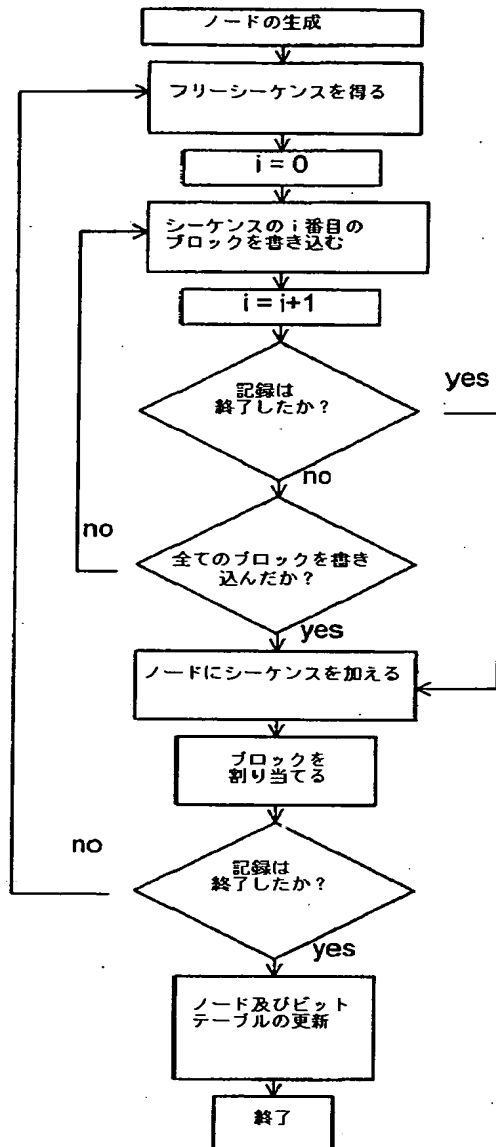 ノードの生成
フリーシーケンスを得る
i = 0
シーケンスの i 番目の
ブロックを書き込む
i = i+1
記録は
終了したか？
yes
no
no
全てのブロックを書き
込んだか？
yes
ノードにシーケンスを加える
ブロックを
割り当てる
no
記録は
終了したか？
yes
ノード及びビット
テーブルの更新
終了